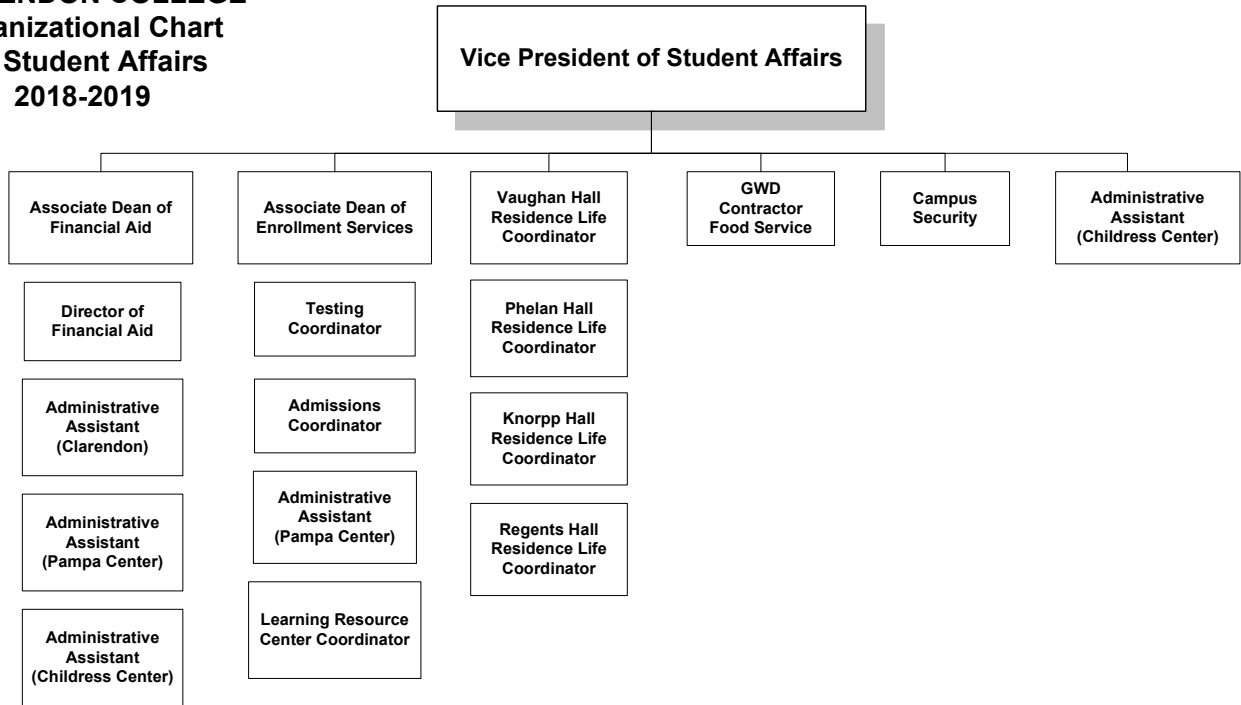 COLLEGE
Chart
Student Affairs
2018-2019
Vice President of Student Affairs
Associate Dean of
Financial Aid
Associate Dean of
Enrollment Services
Vaughan Hall
Residence Life
Coordinator
GWD
Contractor
Food Service
Campus
Security
Administrative
Assistant
(Childress Center)
Director of
Financial Aid
Administrative
Assistant
(Clarendon)
Administrative
Assistant
(Pampa Center)
Administrative
Assistant
(Childress Center)
Testing
Coordinator
Admissions
Coordinator
Administrative
Assistant
(Pampa Center)
Learning Resource
Center Coordinator
Phelan Hall
Residence Life
Coordinator
Knorpp Hall
Residence Life
Coordinator
Regents Hall
Residence Life
Coordinator